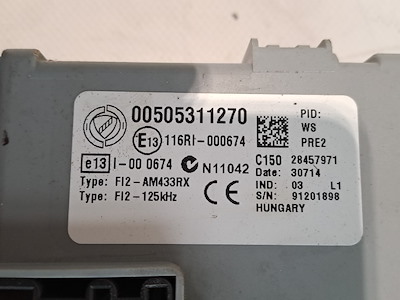 00505311270
PID:
E13 116RI-000674
WS
PRE2
e13 I-00 0674 N11042
C150 28457971
Type: FI2-AM433RX
Date: 30714
Type: FI2-125kHz
CE
IND: 03 L1
S/N: 91201898
HUNGARY